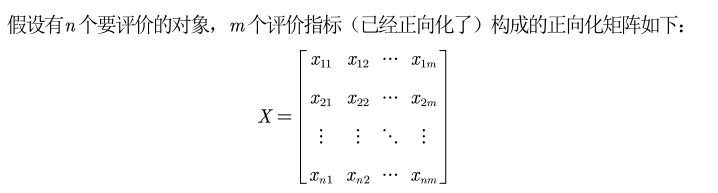 假设有n个要评价的对象，m个评价指标（已经正向化了）构成的正向化矩阵如下：
x₁₁ x₁₂ ⋯ x₁ₘ
x₂₁ x₂₂ ⋯ x₂ₘ
X =
⋮ ⋮ ⋱ ⋮
xₙ₁ xₙ₂ ⋯ xₙₘ